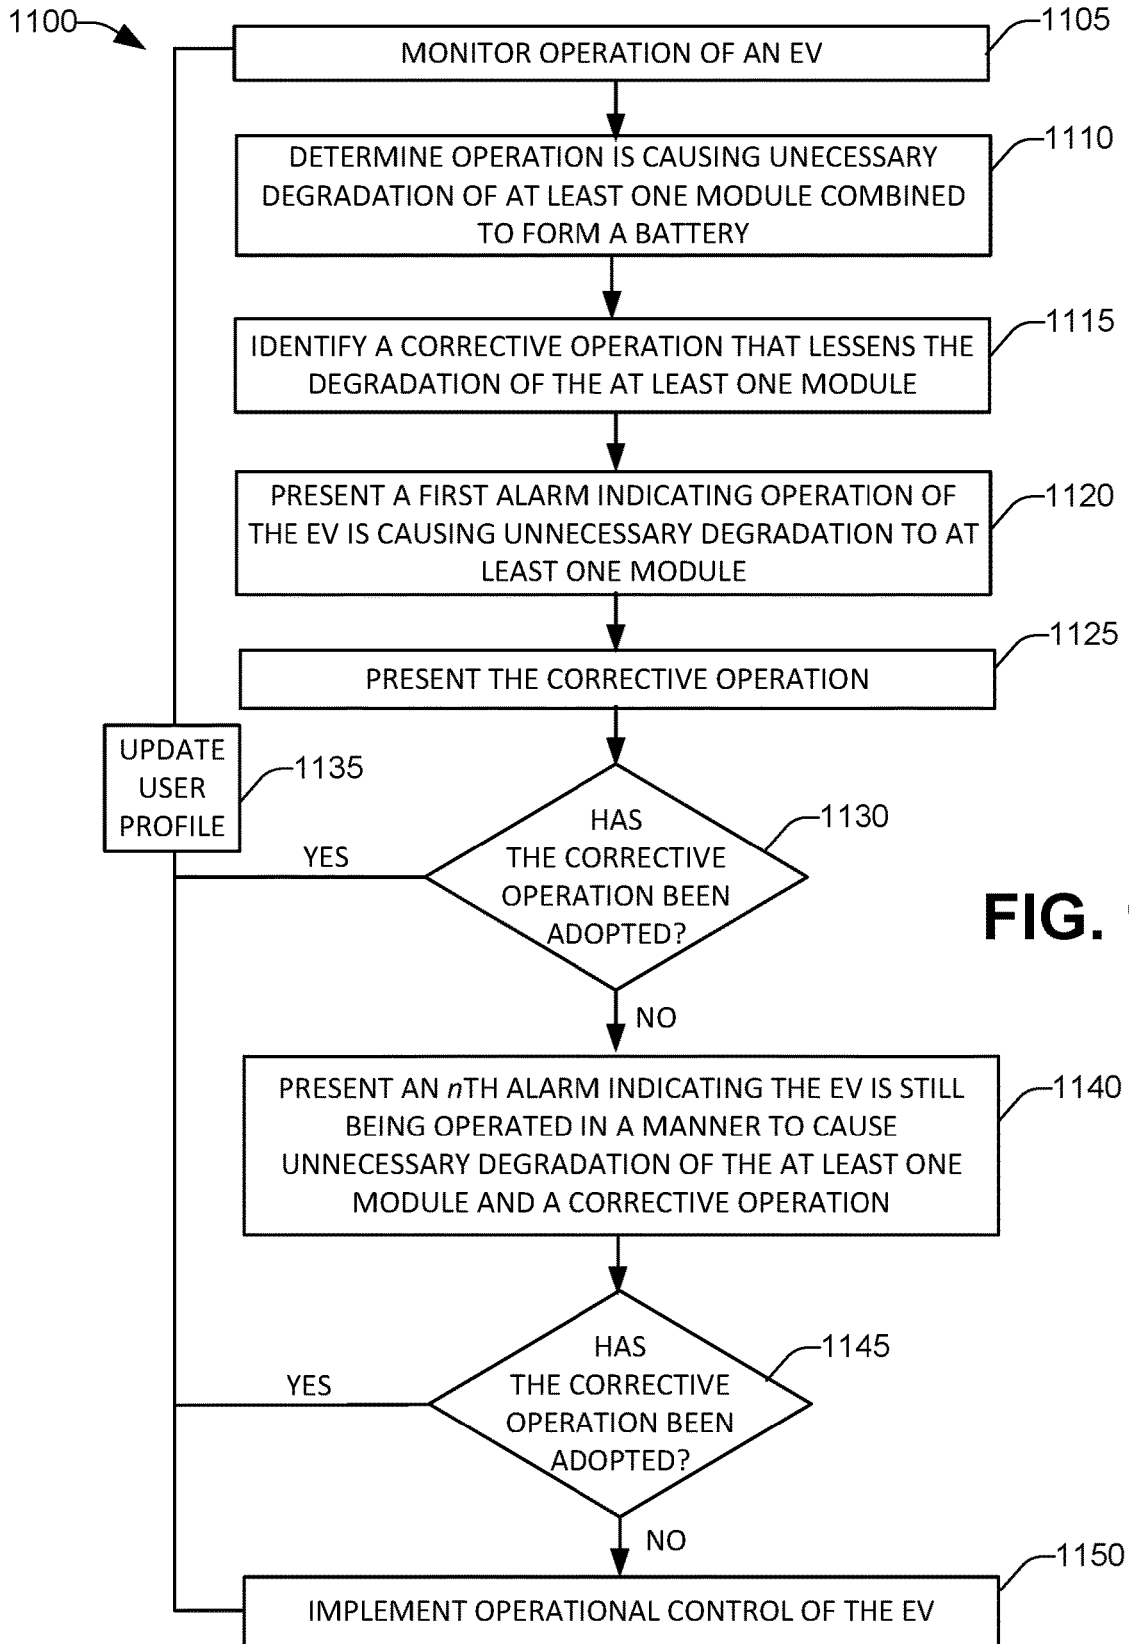 1100
1105
MONITOR OPERATION OF AN EV
1110
DETERMINE OPERATION IS CAUSING UNECESSARY
DEGRADATION OF AT LEAST ONE MODULE COMBINED
TO FORM A BATTERY
1115
IDENTIFY A CORRECTIVE OPERATION THAT LESSENS THE
DEGRADATION OF THE AT LEAST ONE MODULE
1120
PRESENT A FIRST ALARM INDICATING OPERATION OF
THE EV IS CAUSING UNNECESSARY DEGRADATION TO AT
LEAST ONE MODULE
1125
PRESENT THE CORRECTIVE OPERATION
UPDATE
USER
PROFILE
1135
1130
HAS
THE CORRECTIVE
OPERATION BEEN
ADOPTED?
YES
FIG.
NO
1140
PRESENT AN nTH ALARM INDICATING THE EV IS STILL
BEING OPERATED IN A MANNER TO CAUSE
UNNECESSARY DEGRADATION OF THE AT LEAST ONE
MODULE AND A CORRECTIVE OPERATION
1145
HAS
THE CORRECTIVE
OPERATION BEEN
ADOPTED?
YES
NO
1150
IMPLEMENT OPERATIONAL CONTROL OF THE EV